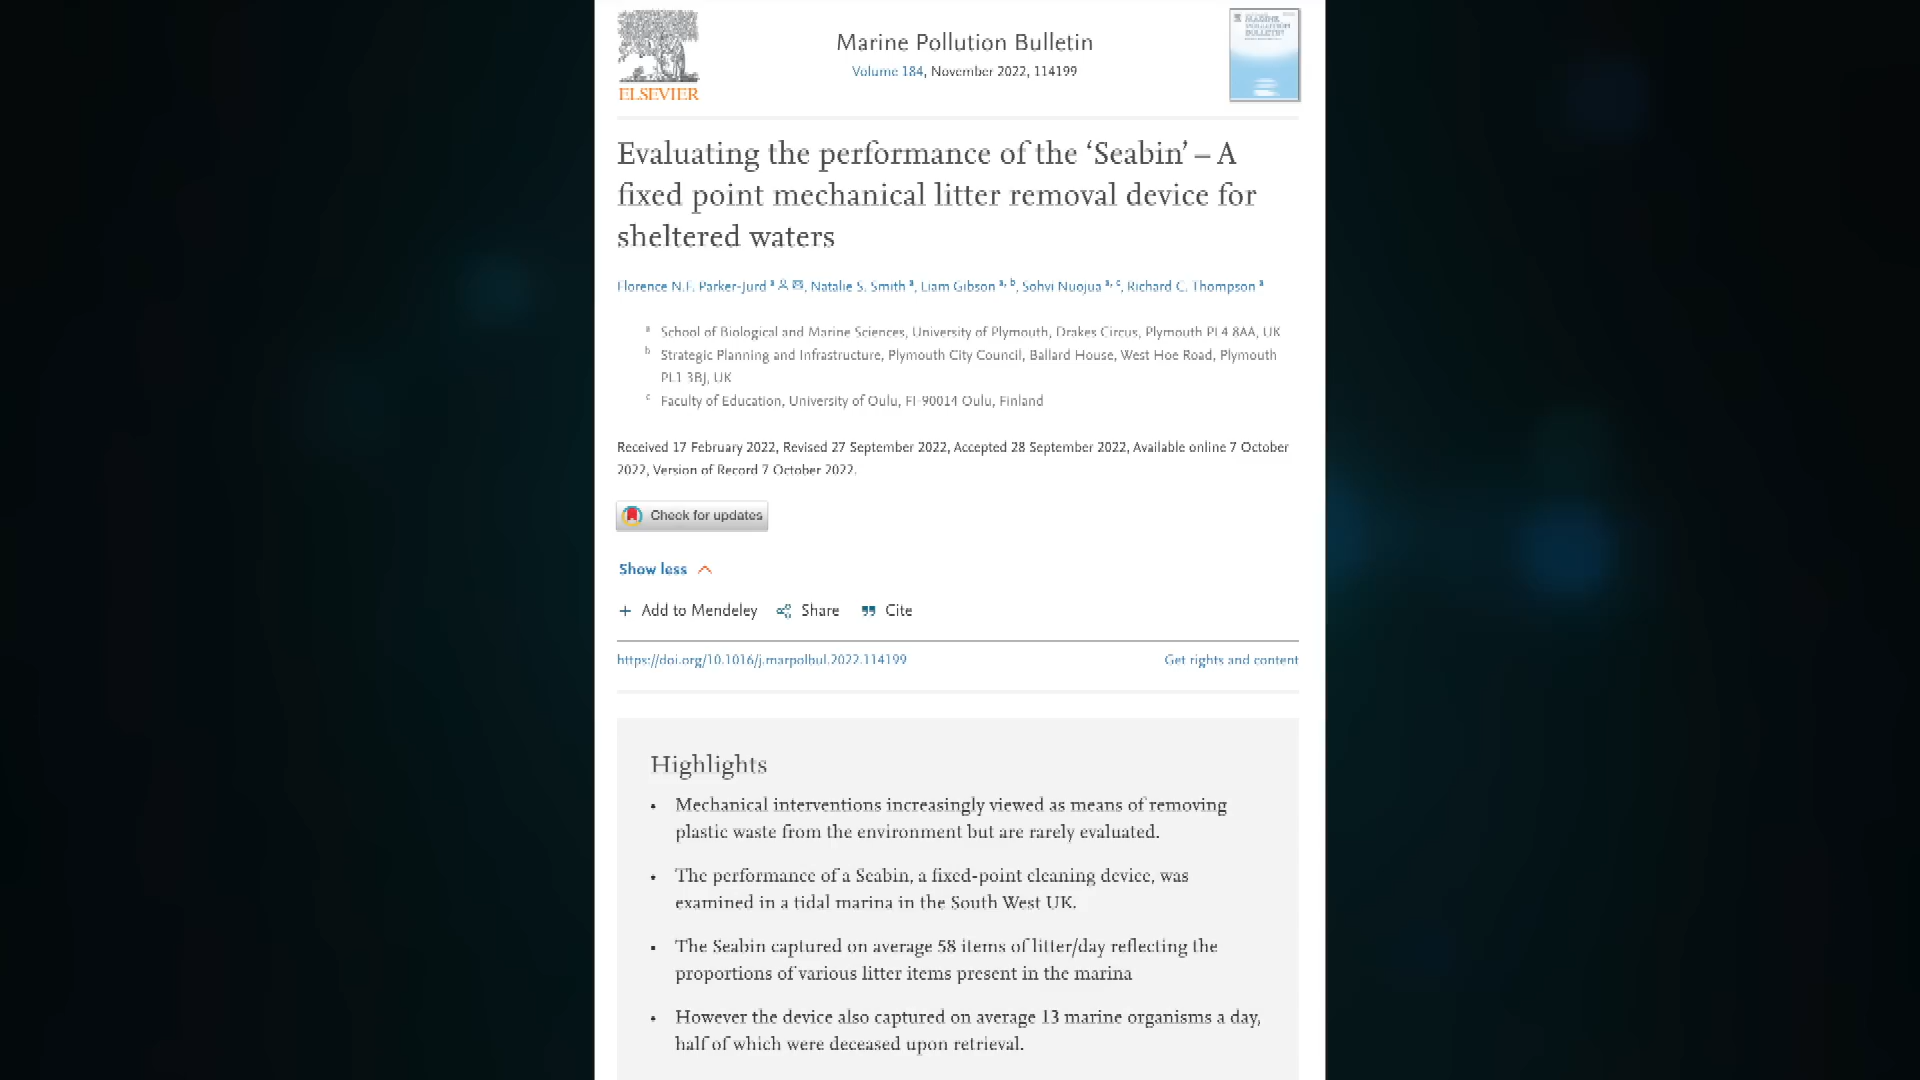 ELSEVIER
Marine Pollution Bulletin
Volume 184, November 2022, 114199
MARINE
POLLUTION
BULLETIN
Evaluating the performance of the ‘Seabin’ – A
fixed point mechanical litter removal device for
sheltered waters
Florence N.F. Parker-Jurd a, Natalie S. Smith a, Liam Gibson a, b, Sohvi Nuojua a, c, Richard C. Thompson a
a School of Biological and Marine Sciences, University of Plymouth, Drakes Circus, Plymouth PL4 8AA, UK
b Strategic Planning and Infrastructure, Plymouth City Council, Ballard House, West Hoe Road, Plymouth
PL1 3BJ, UK
c Faculty of Education, University of Oulu, FI-90014 Oulu, Finland
Received 17 February 2022, Revised 27 September 2022, Accepted 28 September 2022, Available online 7 October
2022, Version of Record 7 October 2022.
Check for updates
Show less
+ Add to Mendeley Share Cite
https://doi.org/10.1016/j.marpolbul.2022.114199 Get rights and content
Highlights
• Mechanical interventions increasingly viewed as means of removing
plastic waste from the environment but are rarely evaluated.
• The performance of a Seabin, a fixed-point cleaning device, was
examined in a tidal marina in the South West UK.
• The Seabin captured on average 58 items of litter/day reflecting the
proportions of various litter items present in the marina
• However the device also captured on average 13 marine organisms a day,
half of which were deceased upon retrieval.